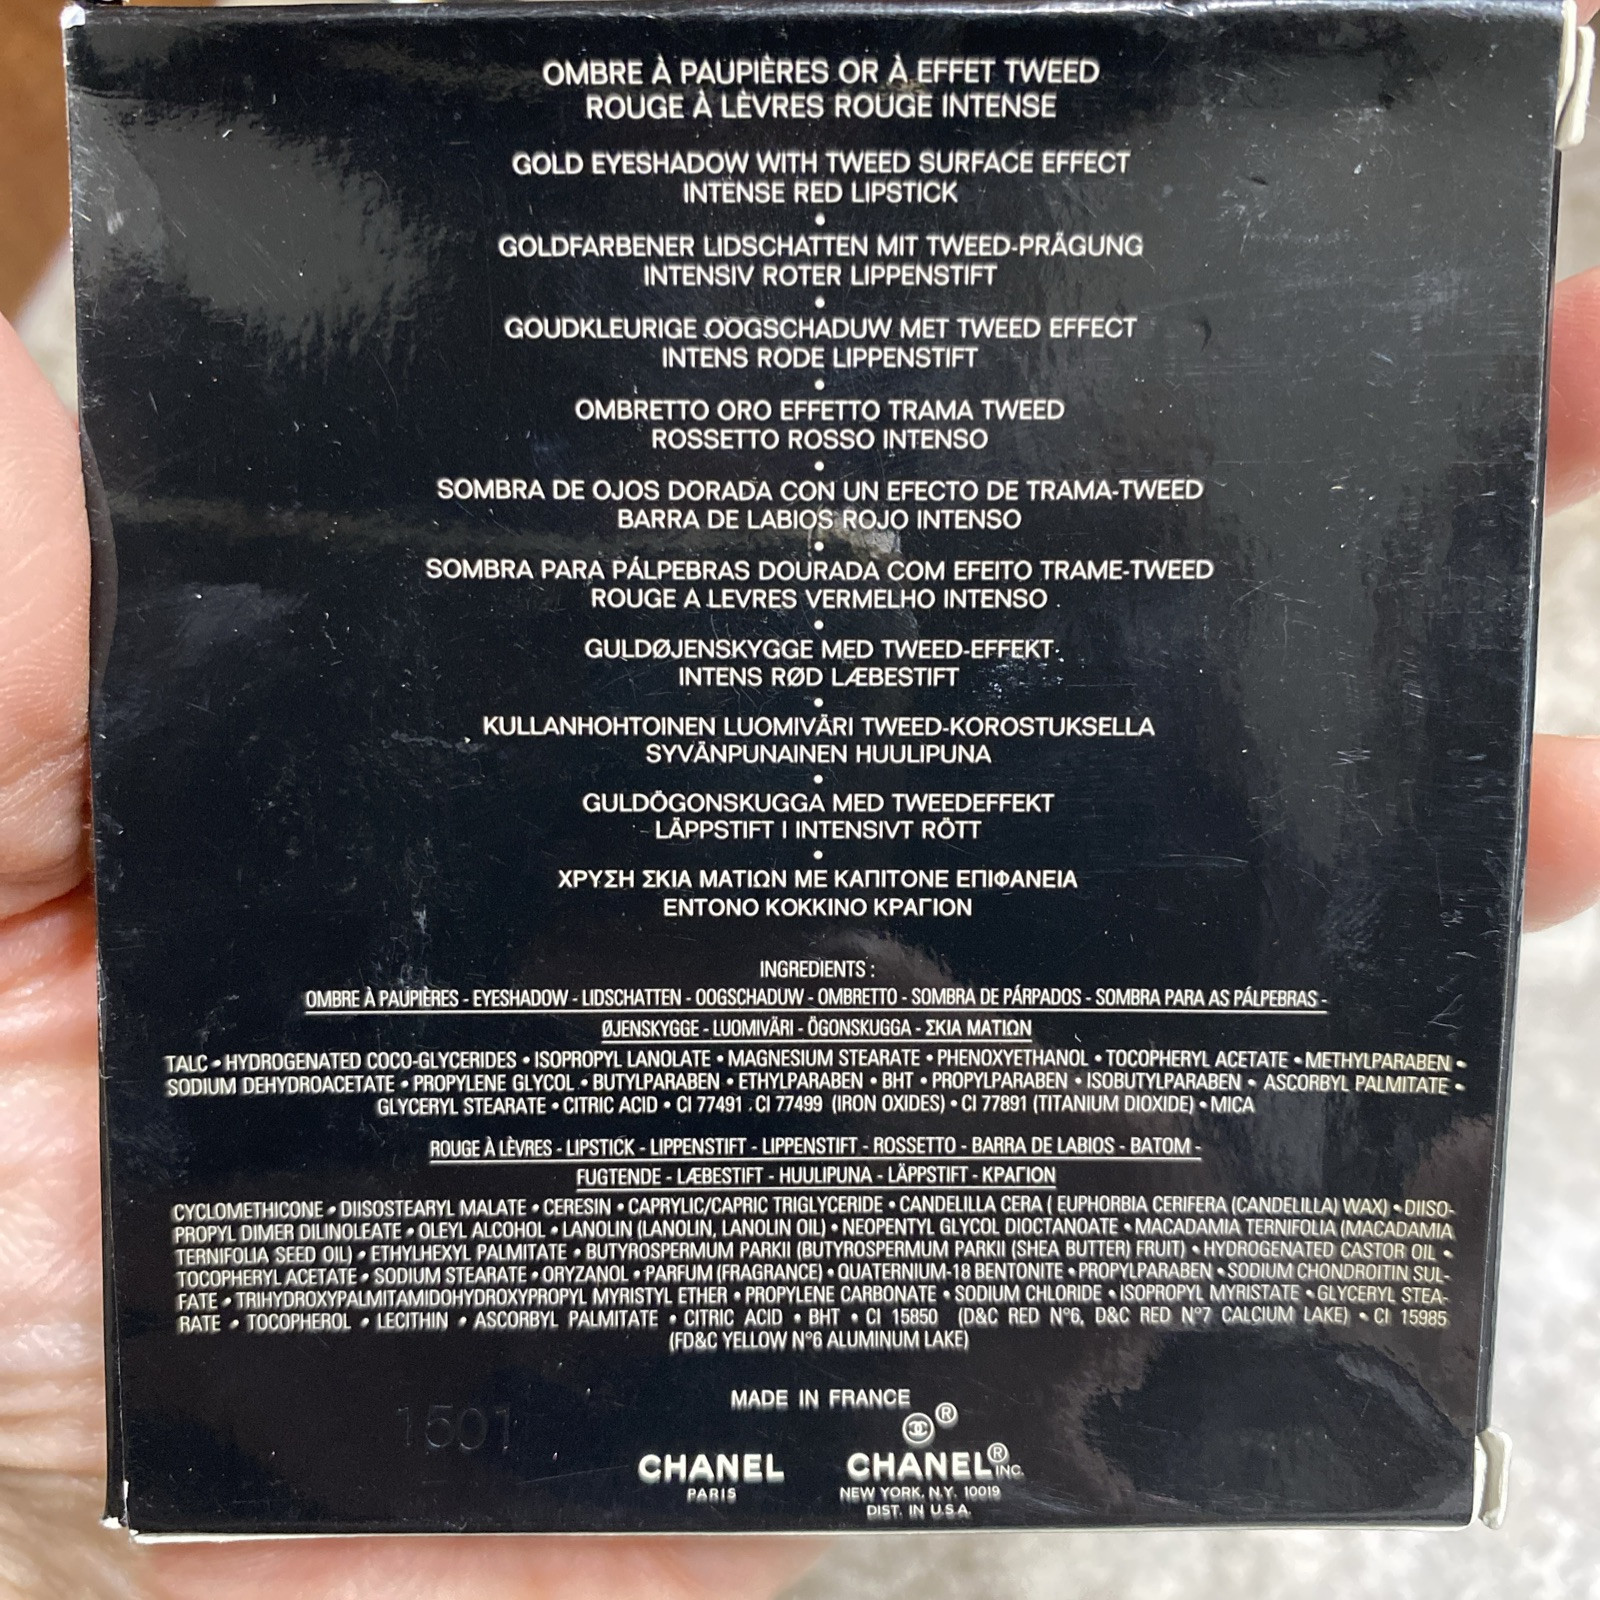 OMBRE À PAUPIÈRES OR À EFFET TWEED
ROUGE À LÈVRES ROUGE INTENSE
GOLD EYESHADOW WITH TWEED SURFACE EFFECT
INTENSE RED LIPSTICK
•
GOLDFARBENER LIDSCHATTEN MIT TWEED-PRÄGUNG
INTENSIV ROTER LIPPENSTIFT
•
GOUDKLEURIGE OOGSCHADUW MET TWEED EFFECT
INTENS RODE LIPPENSTIFT
•
OMBRETTO ORO EFFETTO TRAMA TWEED
ROSSETTO ROSSO INTENSO
•
SOMBRA DE OJOS DORADA CON UN EFECTO DE TRAMA-TWEED
BARRA DE LABIOS ROJO INTENSO
•
SOMBRA PARA PÁLPEBRAS DOURADA COM EFEITO TRAME-TWEED
ROUGE A LEVRES VERMELHO INTENSO
•
GULDØJENSKYGGE MED TWEED-EFFEKT
INTENS RØD LÆBESTIFT
•
KULLANHOHTOINEN LUOMIVÄRI TWEED-KOROSTUKSELLA
SYVÄNPUNAINEN HUULIPUNA
•
GULDÖGONSKUGGA MED TWEEDEFFEKT
LÄPPSTIFT I INTENSIVT RÖTT
•
ΧΡΥΣΗ ΣΚΙΑ ΜΑΤΙΩΝ ΜΕ ΚΑΠΙΤΟΝΕ ΕΠΙΦΑΝΕΙΑ
ΕΝΤΟΝΟ ΚΟΚΚΙΝΟ ΚΡΑΓΙΟΝ
INGREDIENTS :
OMBRE À PAUPIÈRES - EYESHADOW - LIDSCHATTEN - OOGSCHADUW - OMBRETTO - SOMBRA DE PÁRPADOS - SOMBRA PARA AS PÁLPEBRAS -
ØJENSKYGGE - LUOMIVÄRI - ÖGONSKUGGA - ΣΚΙΑ ΜΑΤΙΩΝ
TALC • HYDROGENATED COCO-GLYCERIDES • ISOPROPYL LANOLATE • MAGNESIUM STEARATE • PHENOXYETHANOL • TOCOPHERYL ACETATE • METHYLPARABEN •
SODIUM DEHYDROACETATE • PROPYLENE GLYCOL • BUTYLPARABEN • ETHYLPARABEN • BHT • PROPYLPARABEN • ISOBUTYLPARABEN • ASCORBYL PALMITATE •
GLYCERYL STEARATE • CITRIC ACID • CI 77491 . CI 77499 (IRON OXIDES) • CI 77891 (TITANIUM DIOXIDE) • MICA
ROUGE À LÈVRES - LIPSTICK - LIPPENSTIFT - LIPPENSTIFT - ROSSETTO - BARRA DE LABIOS - BATOM -
FUGTENDE - LÆBESTIFT - HUULIPUNA - LÄPPSTIFT - ΚΡΑΓΙΟΝ
CYCLOMETHICONE • DIISOSTEARYL MALATE • CERESIN • CAPRYLIC/CAPRIC TRIGLYCERIDE • CANDELILLA CERA ( EUPHORBIA CERIFERA (CANDELILLA) WAX) • DIISO-
PROPYL DIMER DILINOLEATE • OLEYL ALCOHOL • LANOLIN (LANOLIN, LANOLIN OIL) • NEOPENTYL GLYCOL DIOCTANOATE • MACADAMIA TERNIFOLIA (MACADAMIA
TERNIFOLIA SEED OIL) • ETHYLHEXYL PALMITATE • BUTYROSPERMUM PARKII (BUTYROSPERMUM PARKII (SHEA BUTTER) FRUIT) • HYDROGENATED CASTOR OIL •
TOCOPHERYL ACETATE • SODIUM STEARATE • ORYZANOL • PARFUM (FRAGRANCE) • QUATERNIUM-18 BENTONITE • PROPYLPARABEN • SODIUM CHONDROITIN SUL-
FATE • TRIHYDROXYPALMITAMIDOHYDROXYPROPYL MYRISTYL ETHER • PROPYLENE CARBONATE • SODIUM CHLORIDE • ISOPROPYL MYRISTATE • GLYCERYL STEA-
RATE • TOCOPHEROL • LECITHIN • ASCORBYL PALMITATE • CITRIC ACID • BHT • CI 15850 (D&C RED N°6, D&C RED N°7 CALCIUM LAKE) • CI 15985
(FD&C YELLOW N°6 ALUMINUM LAKE)
MADE IN FRANCE
®
1501
CHANEL
PARIS
CHANEL® INC.
NEW YORK, N.Y. 10019
DIST. IN U.S.A.